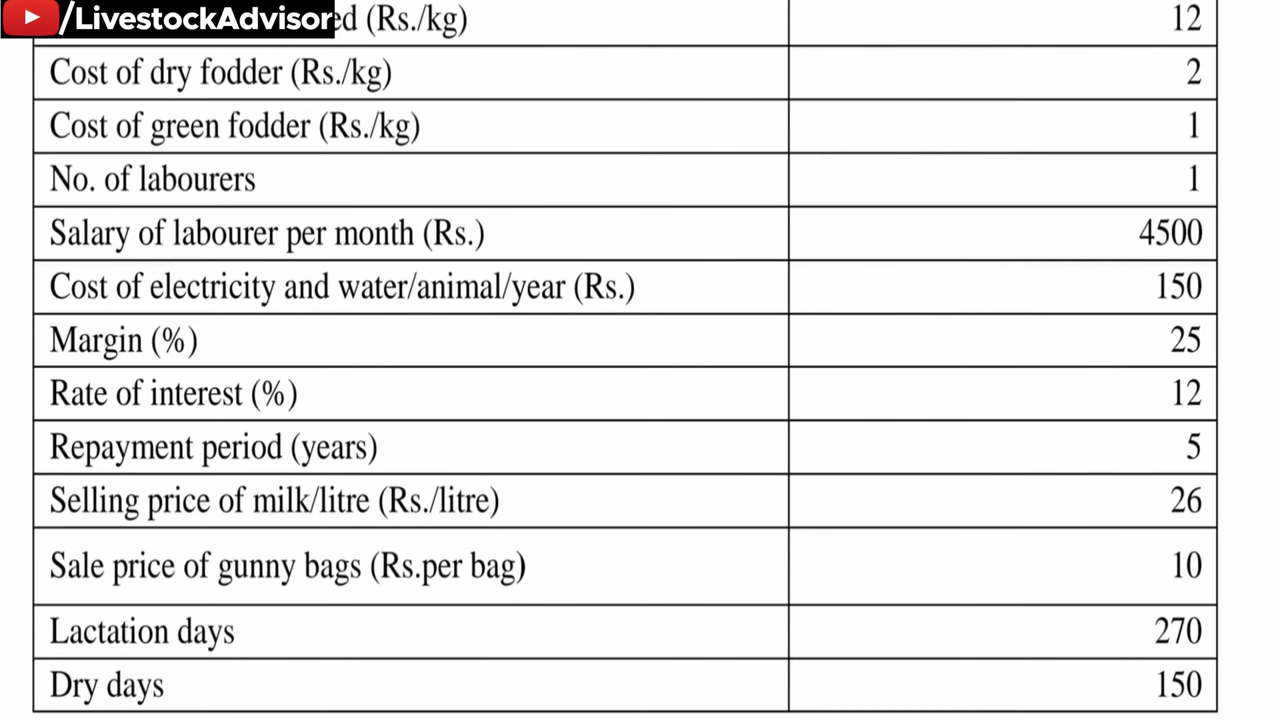 /LivestockAdvisor
ed (Rs./kg) 12
Cost of dry fodder (Rs./kg) 2
Cost of green fodder (Rs./kg) 1
No. of labourers 1
Salary of labourer per month (Rs.) 4500
Cost of electricity and water/animal/year (Rs.) 150
Margin (%) 25
Rate of interest (%) 12
Repayment period (years) 5
Selling price of milk/litre (Rs./litre) 26
Sale price of gunny bags (Rs.per bag) 10
Lactation days 270
Dry days 150